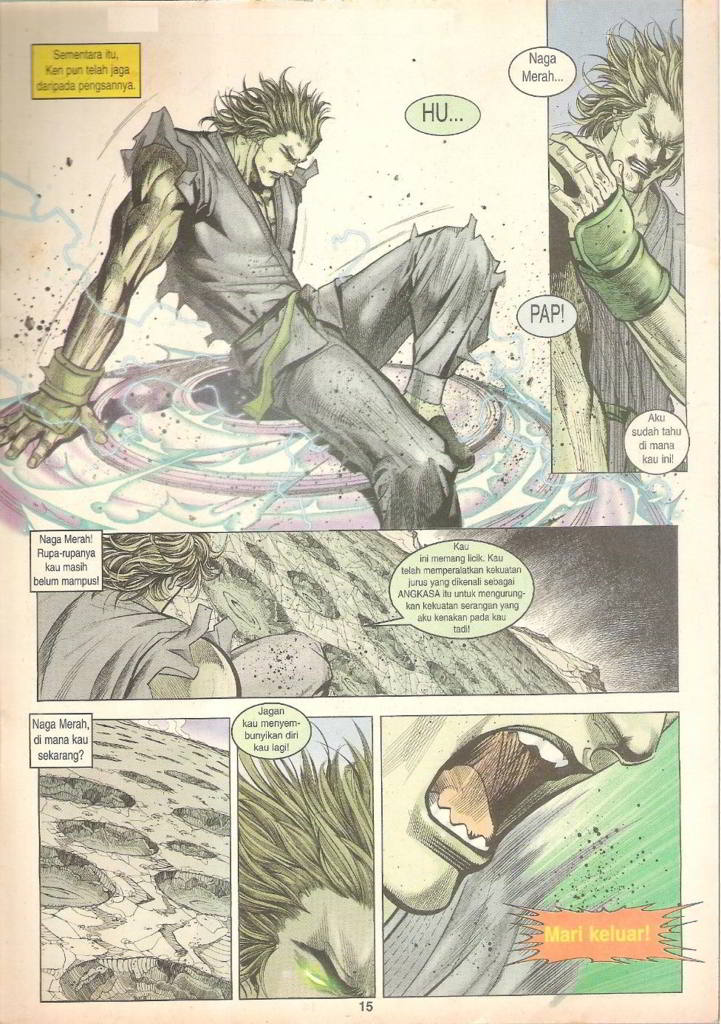 Sementara itu,
Ken pun telah jaga
daripada pengsannya.
HU...
Naga
Merah...
PAP!
Aku
sudah tahu
di mana
kau ini!
Naga Merah!
Rupa-rupanya
kau masih
belum mampus!
Kau
ini memang licik. Kau
telah memperalatkan kekuatan
jurus yang dikenali sebagai
ANGKASA itu untuk mengurung-
kan kekuatan serangan yang
aku kenakan pada kau
tadi!
Naga Merah,
di mana kau
sekarang?
Jagan
kau menyem-
bunyikan diri
kau lagi!
Mari keluar!
15